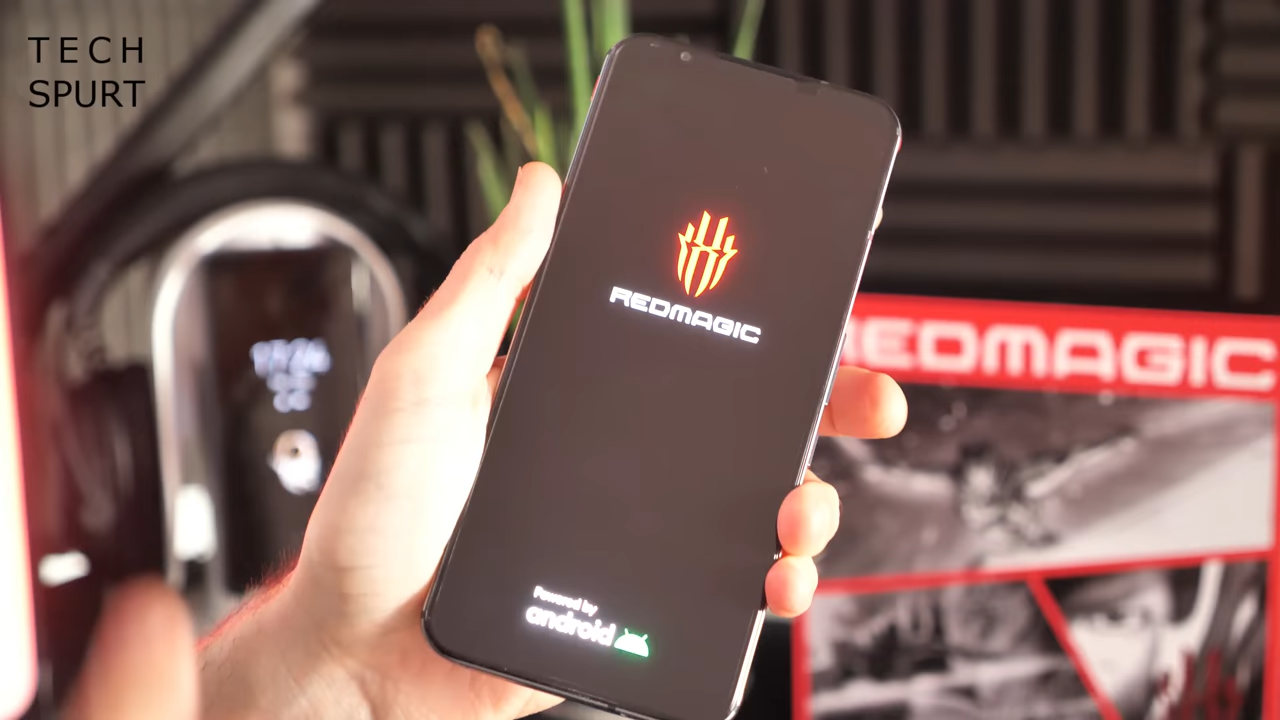 TECH
SPURT
REDMAGIC
REDMAGIC
Powered by
android